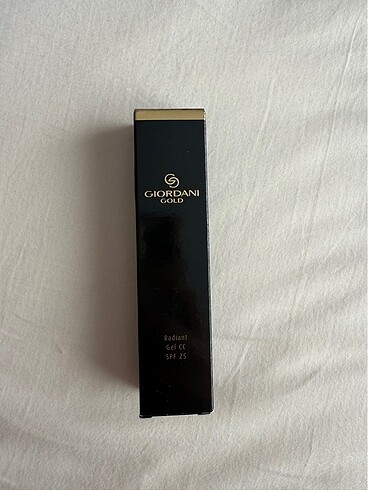 GIORDANI
GOLD
Radiant
Gel CC
SPF 25